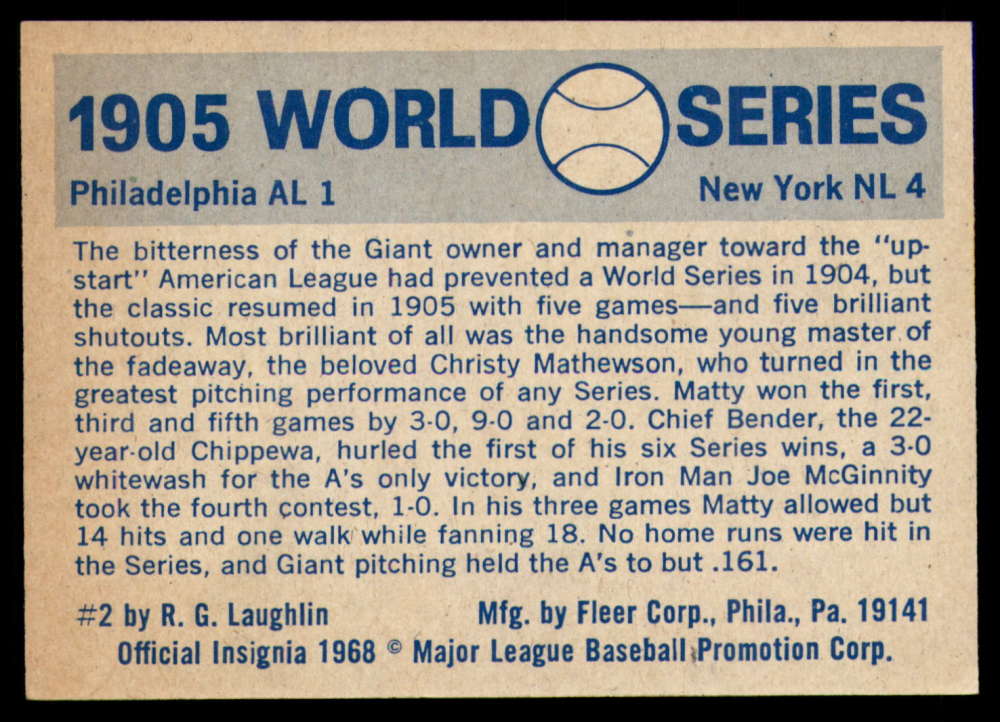 1905 WORLD SERIES
Philadelphia AL 1 New York NL 4
The bitterness of the Giant owner and manager toward the "up-
start" American League had prevented a World Series in 1904, but
the classic resumed in 1905 with five games—and five brilliant
shutouts. Most brilliant of all was the handsome young master of
the fadeaway, the beloved Christy Mathewson, who turned in the
greatest pitching performance of any Series. Matty won the first,
third and fifth games by 3-0, 9-0 and 2-0. Chief Bender, the 22-
year-old Chippewa, hurled the first of his six Series wins, a 3-0
whitewash for the A's only victory, and Iron Man Joe McGinnity
took the fourth contest, 1-0. In his three games Matty allowed but
14 hits and one walk while fanning 18. No home runs were hit in
the Series, and Giant pitching held the A's to but .161.
#2 by R. G. Laughlin Mfg. by Fleer Corp., Phila., Pa. 19141
Official Insignia 1968 © Major League Baseball Promotion Corp.